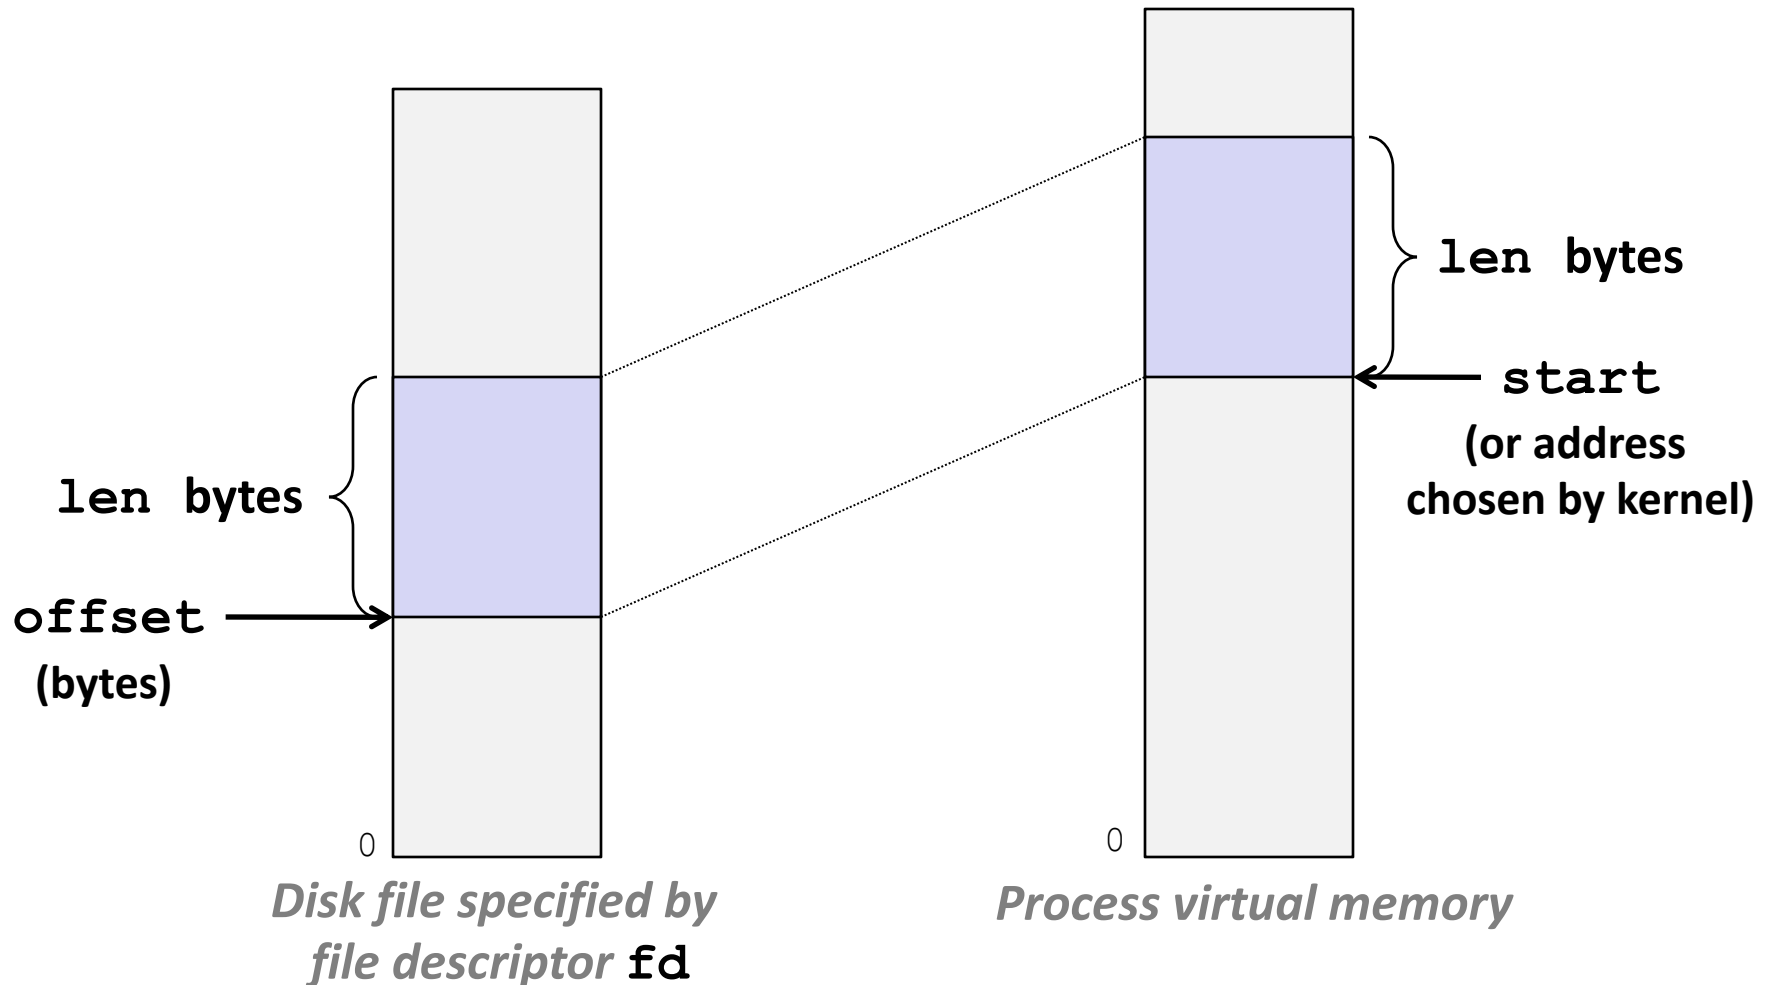 len bytes
start
(or address
chosen by kernel)
len bytes
offset
(bytes)
0
0
Disk file specified by
file descriptor fd
Process virtual memory